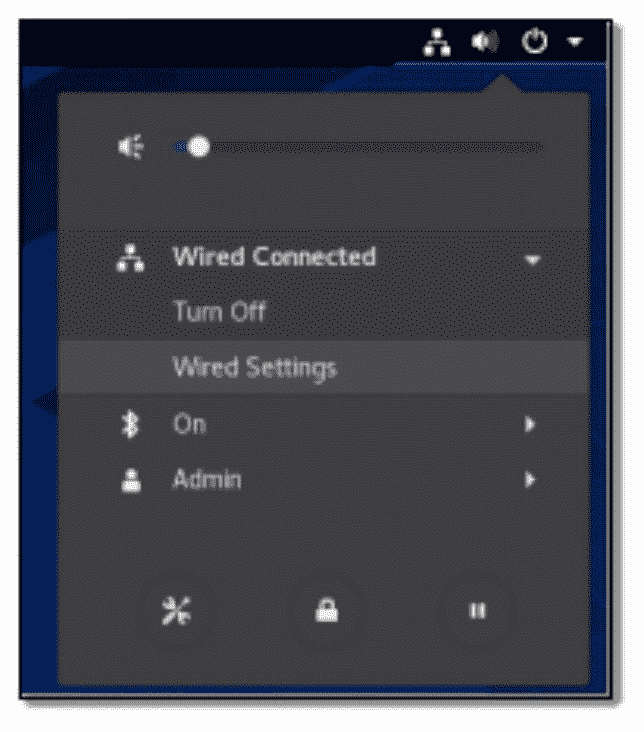 Wired Connected
Turn Off
Wired Settings
On
Admin